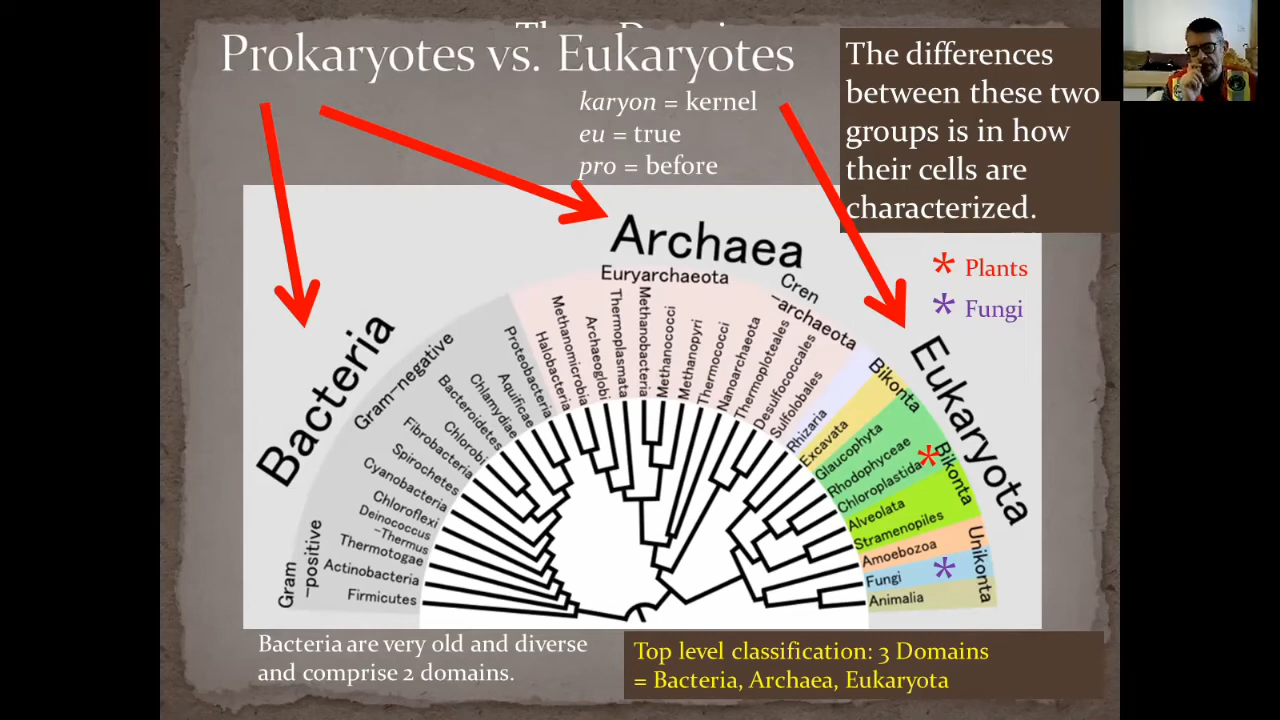 Prokaryotes vs. Eukaryotes
karyon = kernel
eu = true
pro = before
The differences
between these two
groups is in how
their cells are
characterized.
* Plants
* Fungi
Bacteria
Archaea
Eukaryota
Gram-negative
Gram
-positive
Euryarchaeota
Cren
-archaeota
Bikonta
Bikonta
Unikonta
Firmicutes
Actinobacteria
Thermotogae
Deinococcus
-Thermus
Chloroflexi
Cyanobacteria
Spirochetes
Fibrobacteria
Chlorobi
Bacteroidetes
Chlamydiae
Aquificae
Proteobacteria
Halobacteria
Methanomicrobia
Archaeoglobi
Thermoplasmata
Methanobacteria
Methanococci
Methanopyri
Thermococci
Nanoarchaeota
Thermoploteales
Desulfococcales
Sulfolobales
Rhizaria
Excavata
Glaucophyta
Rhodophyceae
Chloroplastida *
Alveolata
Stramenopiles
Amoebozoa
Fungi *
Animalia
Bacteria are very old and diverse
and comprise 2 domains.
Top level classification: 3 Domains
= Bacteria, Archaea, Eukaryota